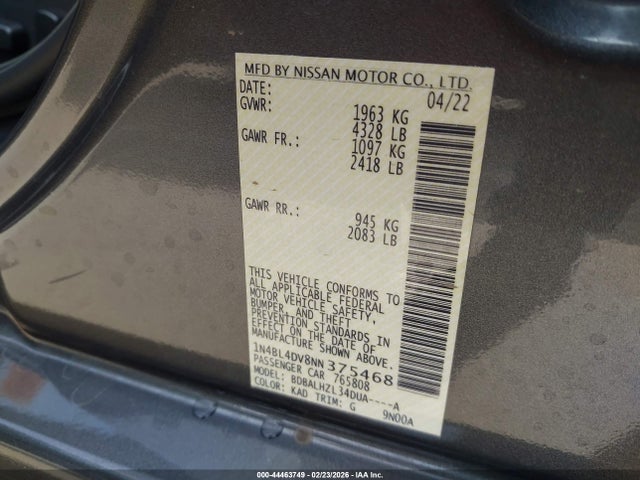 MFD BY NISSAN MOTOR CO., LTD.
DATE: 04/22
GVWR: 1963 KG
4328 LB
GAWR FR.: 1097 KG
2418 LB
GAWR RR.: 945 KG
2083 LB
THIS VEHICLE CONFORMS TO
ALL APPLICABLE FEDERAL
MOTOR VEHICLE SAFETY,
BUMPER, AND THEFT
PREVENTION STANDARDS IN
EFFECT ON THE DATE OF
MANUFACTURE SHOWN ABOVE.
1N4BL4DV8NN375468
PASSENGER CAR 765808
BDBALHZL34DUA----A
COLOR: KAD TRIM: G 9N00A
000-44463749 - 02/23/2026 - IAA Inc.